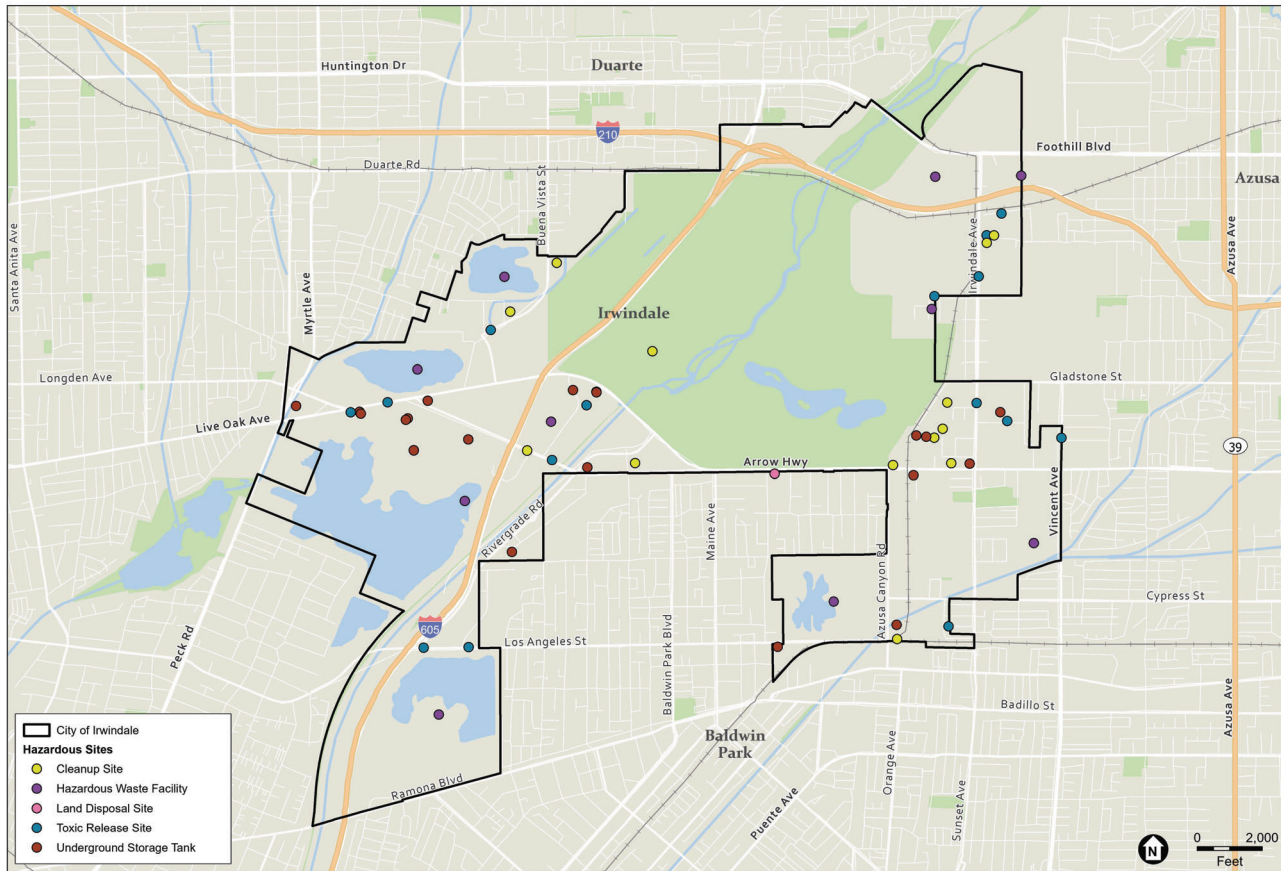 Huntington Dr
Duarte
210
Foothill Blvd
Duarte Rd
Azusa
Santa Anita Ave
Myrtle Ave
Buena Vista St
Irwindale Ave
Azusa Ave
Irwindale
Longden Ave
Gladstone St
Live Oak Ave
Arrow Hwy
39
Rivergrade Rd
Maine Ave
Vincent Ave
Azusa Canyon Rd
Cypress St
605
Los Angeles St
Peck Rd
Baldwin Park Blvd
Badillo St
Azusa Ave
Baldwin
Park
Ramona Blvd
Puente Ave
Orange Ave
Sunset Ave
City of Irwindale
Hazardous Sites
Cleanup Site
Hazardous Waste Facility
Land Disposal Site
Toxic Release Site
Underground Storage Tank
N
0 2,000
Feet